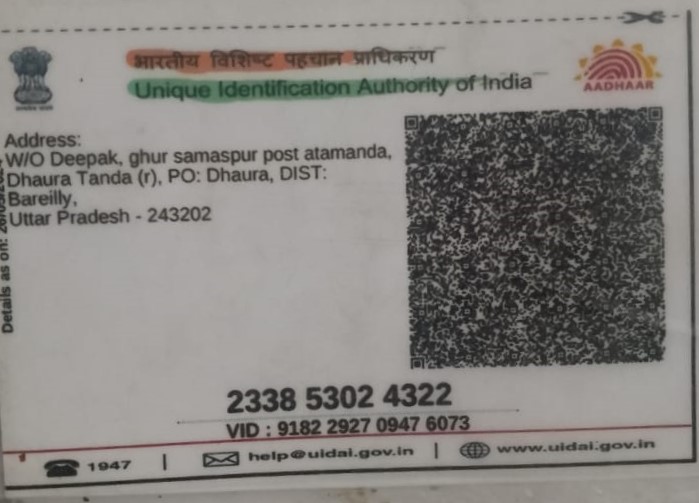 भारतीय विशिष्ट पहचान प्राधिकरण
Unique Identification Authority of India
AADHAAR
Address:
W/O Deepak, ghur samaspur post atamanda,
Dhaura Tanda (r), PO: Dhaura, DIST:
Bareilly,
Uttar Pradesh - 243202
Details as on:
2338 5302 4322
VID : 9182 2927 0947 6073
1947 | help@uidai.gov.in | www.uidai.gov.in